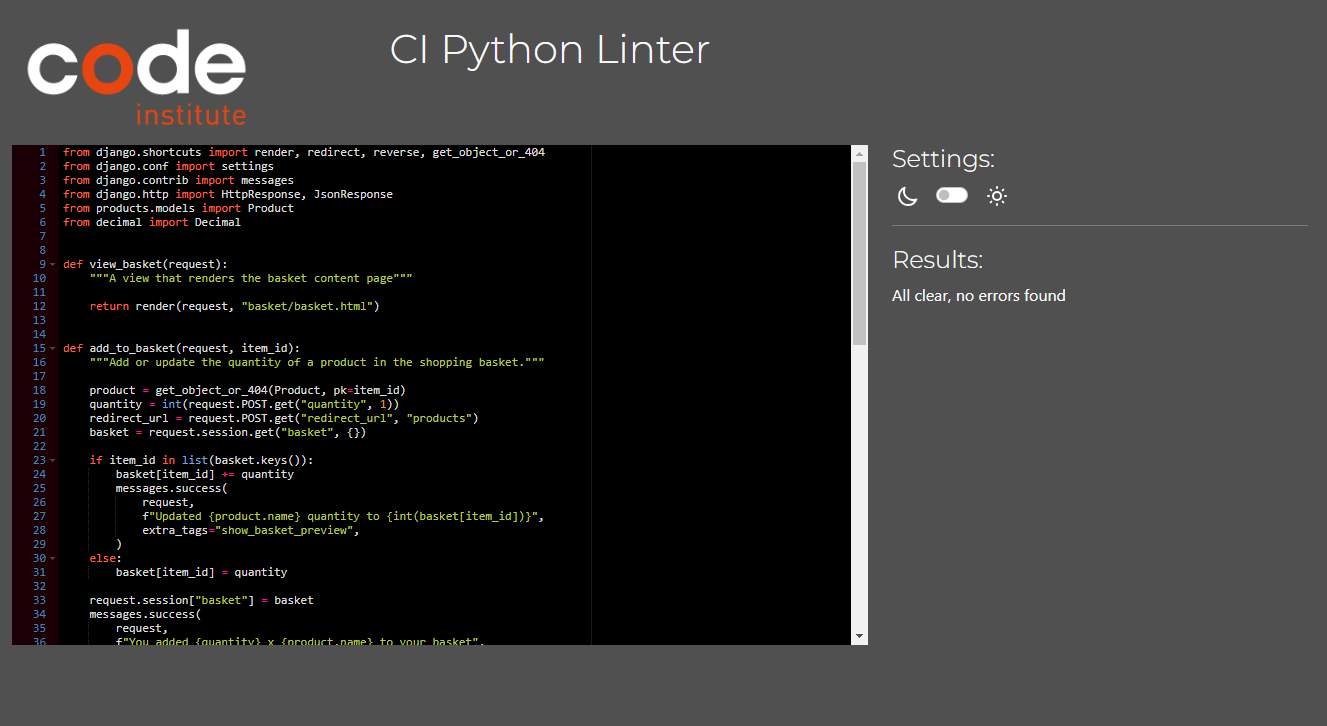 code
institute
CI Python Linter
1 from django.shortcuts import render, redirect, reverse, get_object_or_404
2 from django.conf import settings
3 from django.contrib import messages
4 from django.http import HttpResponse, JsonResponse
5 from products.models import Product
6 from decimal import Decimal
7
8
9 def view_basket(request):
10     """A view that renders the basket content page"""
11
12     return render(request, "basket/basket.html")
13
14
15 def add_to_basket(request, item_id):
16     """Add or update the quantity of a product in the shopping basket."""
17
18     product = get_object_or_404(Product, pk=item_id)
19     quantity = int(request.POST.get("quantity", 1))
20     redirect_url = request.POST.get("redirect_url", "products")
21     basket = request.session.get("basket", {})
22
23     if item_id in list(basket.keys()):
24         basket[item_id] += quantity
25         messages.success(
26             request,
27             f"Updated {product.name} quantity to {int(basket[item_id])}",
28             extra_tags="show_basket_preview",
29         )
30     else:
31         basket[item_id] = quantity
32
33     request.session["basket"] = basket
34     messages.success(
35         request,
36         f"You added {quantity} x {product.name} to your basket",
Settings:
Results:
All clear, no errors found